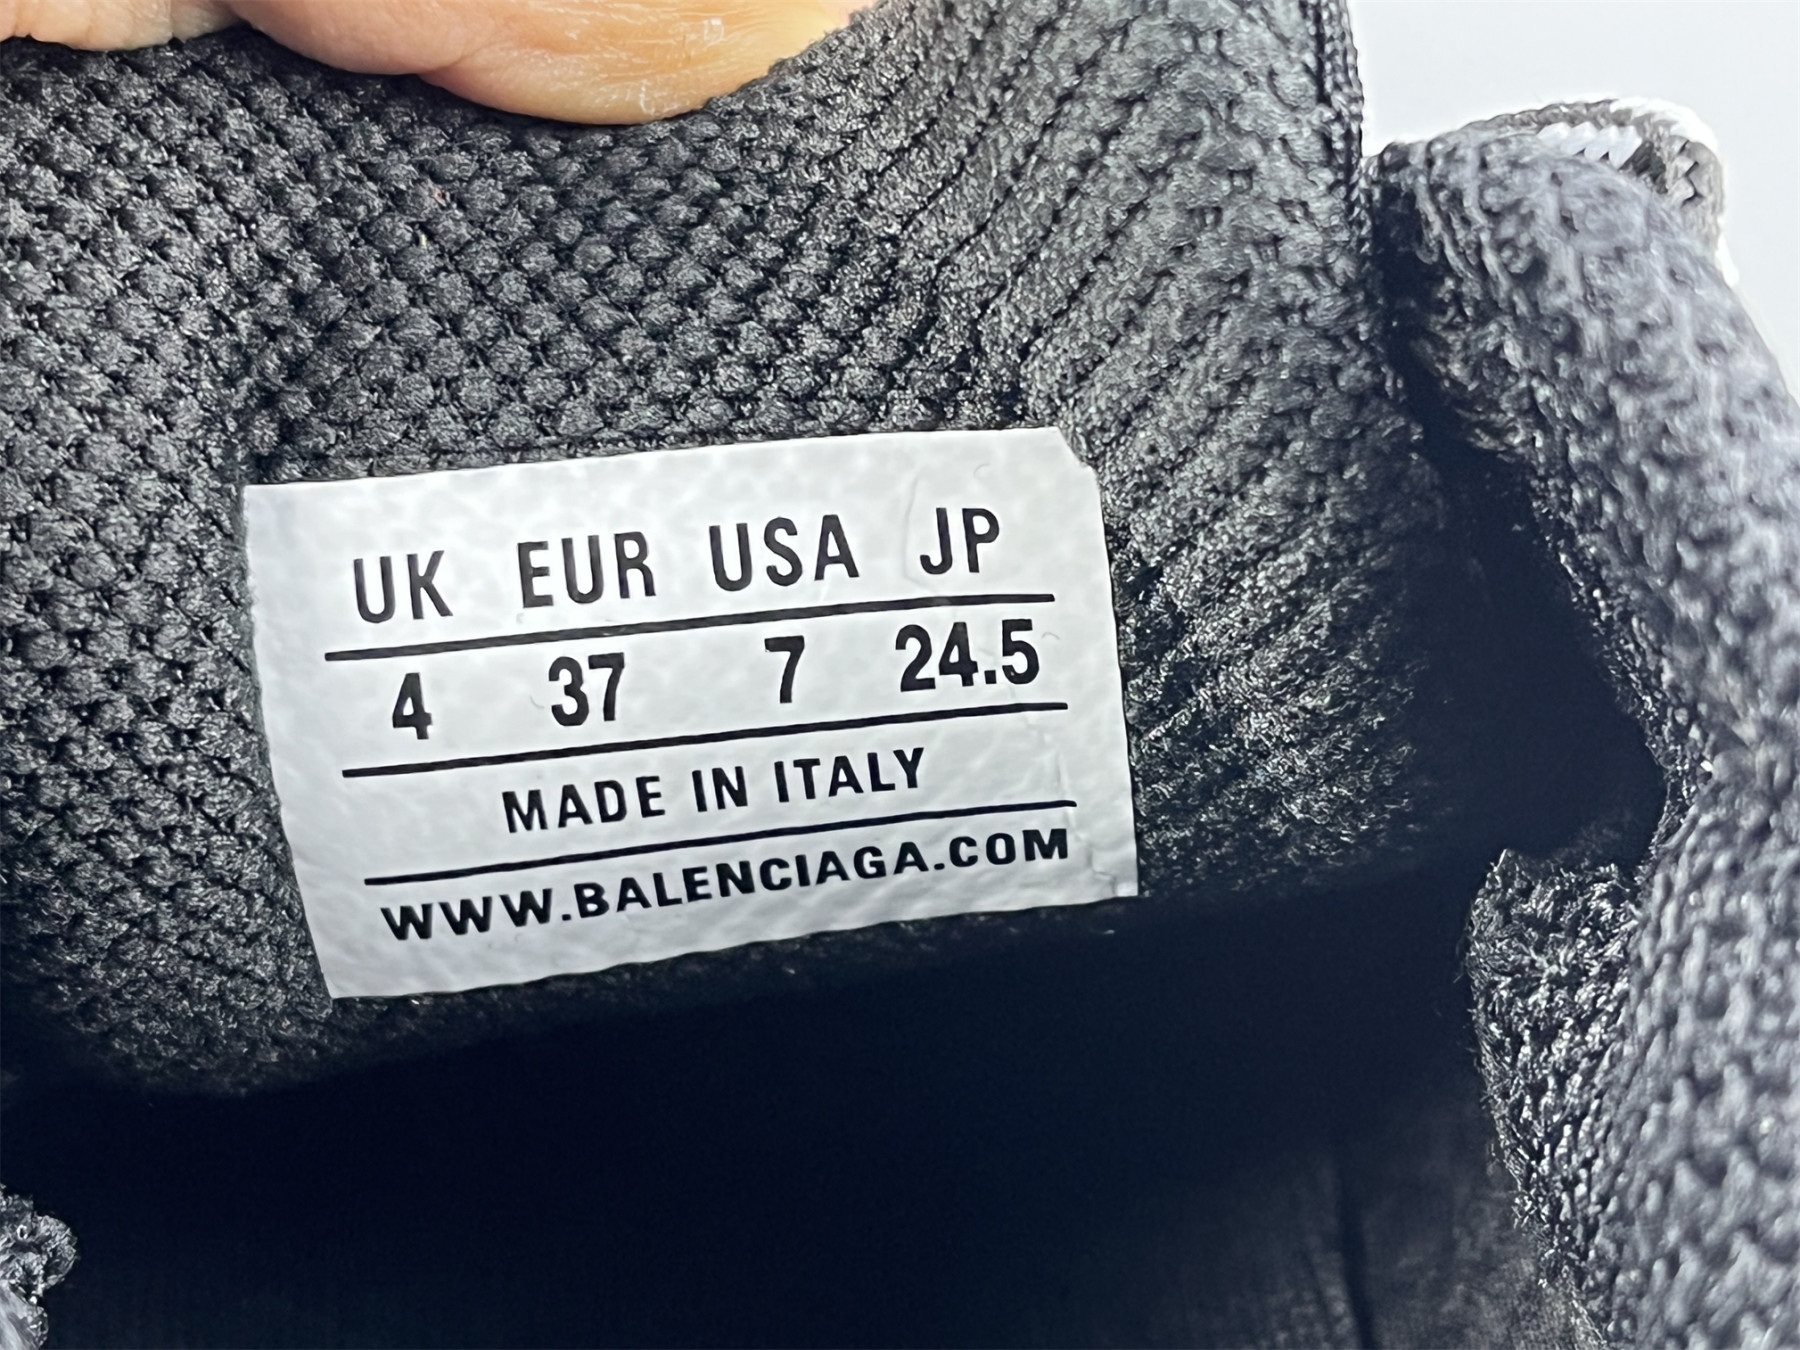 UK EUR USA JP
4 37 7 24.5
MADE IN ITALY
WWW.BALENCIAGA.COM